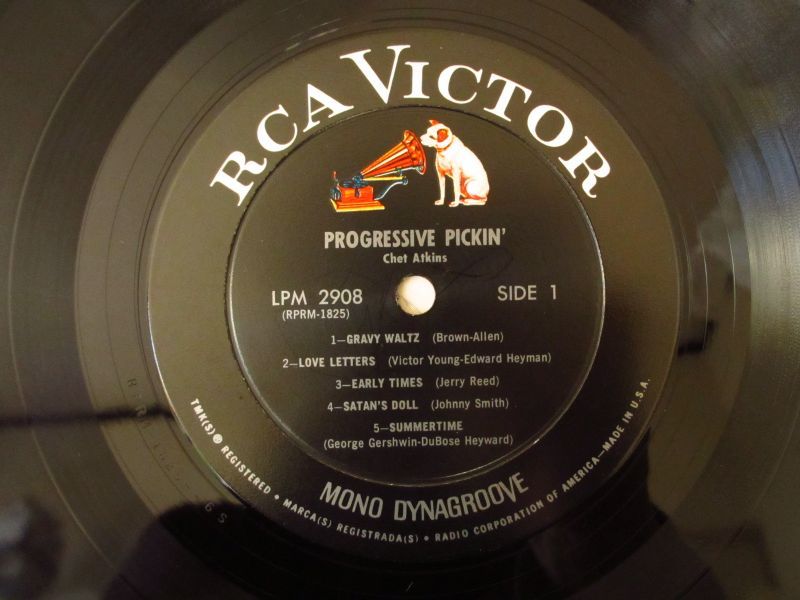 RCA VICTOR
PROGRESSIVE PICKIN'
Chet Atkins
LPM 2908
SIDE 1
(RPRM-1825)
1—GRAVY WALTZ (Brown-Allen)
2—LOVE LETTERS (Victor Young-Edward Heyman)
3—EARLY TIMES (Jerry Reed)
4—SATAN'S DOLL (Johnny Smith)
5—SUMMERTIME
(George Gershwin-DuBose Heyward)
MONO DYNAGROOVE
TMK(S) ® REGISTERED • MARCA(S) REGISTRADA(S) • RADIO CORPORATION OF AMERICA—MADE IN U.S.A.